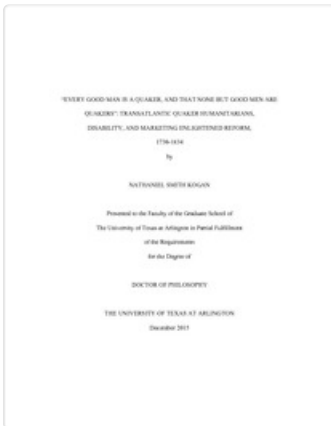 "EVERY GOOD MAN IS A QUAKER, AND THAT NONE BUT GOOD MEN ARE
QUAKERS": TRANSATLANTIC QUAKER HUMANITARIANS,
DISABILITY, AND MARKETING ENLIGHTENED REFORM,
by
NATHANIEL SMITH KOGAN
Presented to the Faculty of the Graduate School of
The University of Texas at Arlington in Partial Fulfillment
of the Requirements
for the Degree of
DOCTOR OF PHILOSOPHY
THE UNIVERSITY OF TEXAS AT ARLINGTON
December 2015